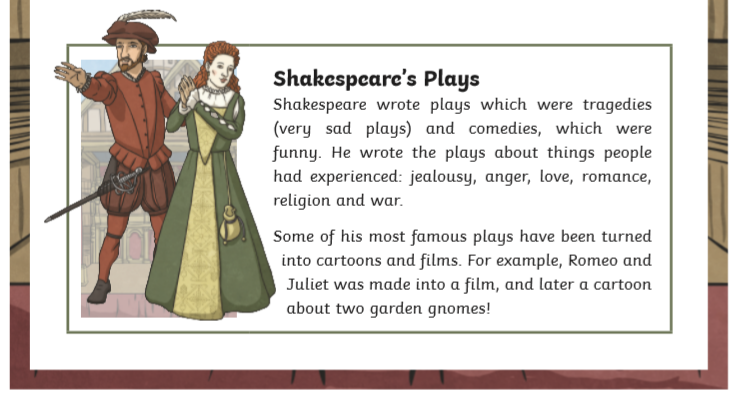 Shakespeare's Plays
Shakespeare wrote plays which were tragedies
(very sad plays) and comedies, which were
funny. He wrote the plays about things people
had experienced: jealousy, anger, love, romance,
religion and war.
Some of his most famous plays have been turned
into cartoons and films. For example, Romeo and
Juliet was made into a film, and later a cartoon
about two garden gnomes!